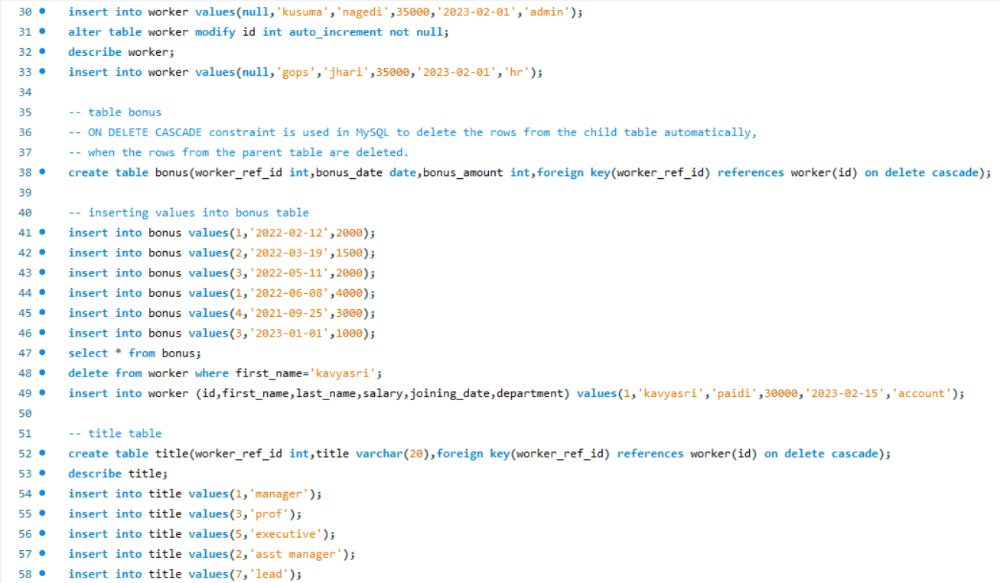 30 insert into worker values(null,'kusuma','nagedi',35000,'2023-02-01','admin');
31 alter table worker modify id int auto_increment not null;
32 describe worker;
33 insert into worker values(null,'gops','jhari',35000,'2023-02-01','hr');
34
35 -- table bonus
36 -- ON DELETE CASCADE constraint is used in MySQL to delete the rows from the child table automatically,
37 -- when the rows from the parent table are deleted.
38 create table bonus(worker_ref_id int,bonus_date date,bonus_amount int,foreign key(worker_ref_id) references worker(id) on delete cascade);
39
40 -- inserting values into bonus table
41 insert into bonus values(1,'2022-02-12',2000);
42 insert into bonus values(2,'2022-03-19',1500);
43 insert into bonus values(3,'2022-05-11',2000);
44 insert into bonus values(1,'2022-06-08',4000);
45 insert into bonus values(4,'2021-09-25',3000);
46 insert into bonus values(3,'2023-01-01',1000);
47 select * from bonus;
48 delete from worker where first_name='kavyasri';
49 insert into worker (id,first_name,last_name,salary,joining_date,department) values(1,'kavyasri','paidi',30000,'2023-02-15','account');
50
51 -- title table
52 create table title(worker_ref_id int,title varchar(20),foreign key(worker_ref_id) references worker(id) on delete cascade);
53 describe title;
54 insert into title values(1,'manager');
55 insert into title values(3,'prof');
56 insert into title values(5,'executive');
57 insert into title values(2,'asst manager');
58 insert into title values(7,'lead');